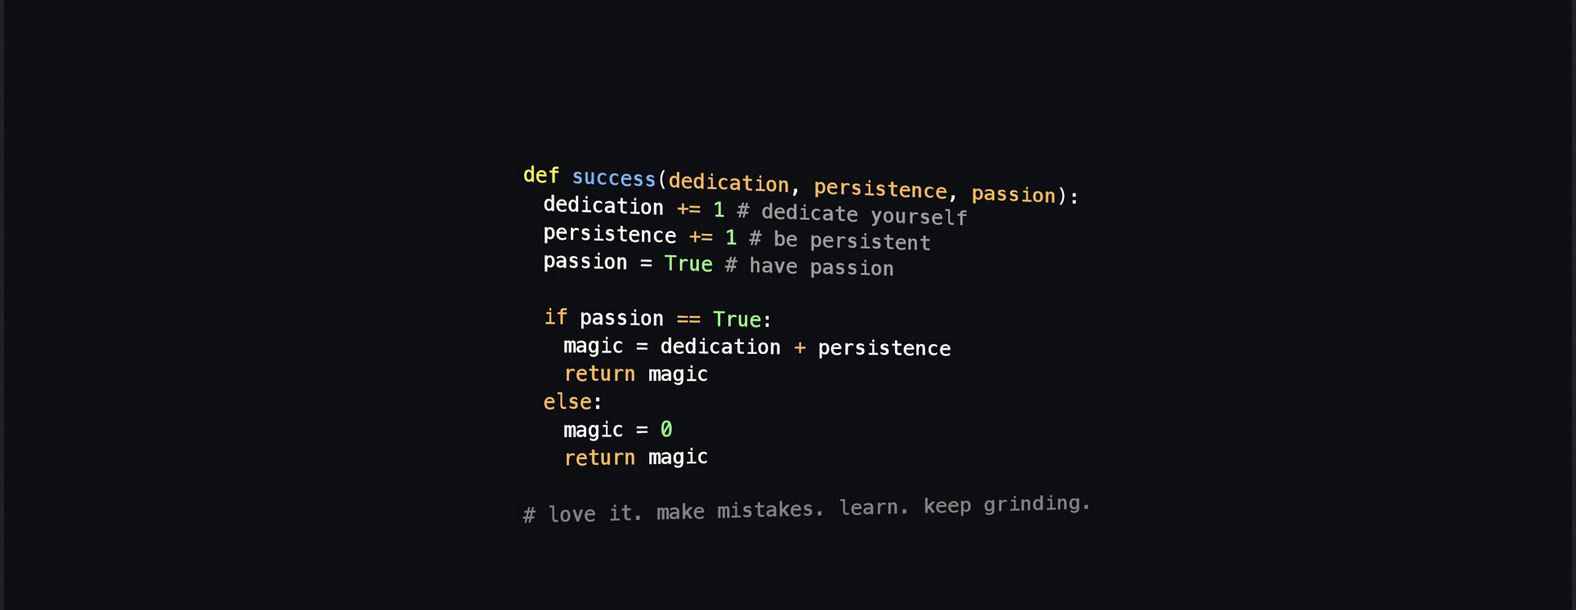 def success(dedication, persistence, passion):
  dedication += 1 # dedicate yourself
  persistence += 1 # be persistent
  passion = True # have passion

  if passion == True:
    magic = dedication + persistence
    return magic
  else:
    magic = 0
    return magic

# love it. make mistakes. learn. keep grinding.